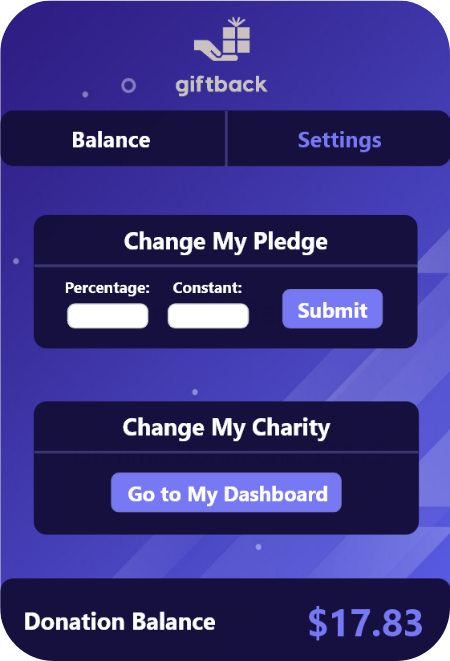 giftback
Balance
Settings
Change My Pledge
Percentage: Constant:
Submit
Change My Charity
Go to My Dashboard
Donation Balance $17.83